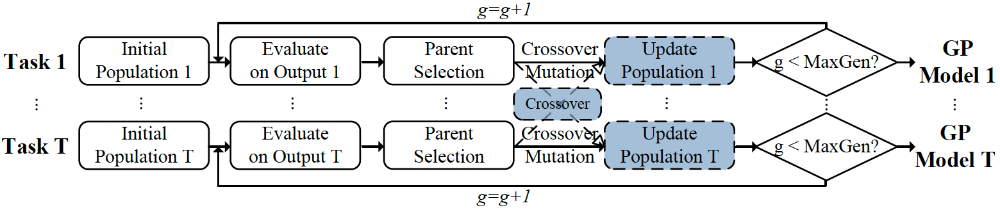 g=g+1
Task 1
Initial
Population 1
Evaluate
on Output 1
Parent
Selection
Crossover
Mutation
Update
Population 1
g < MaxGen?
GP
Model 1
...
...
...
...
Crossover
...
...
...
Task T
Initial
Population T
Evaluate
on Output T
Parent
Selection
Crossover
Mutation
Update
Population T
g < MaxGen?
GP
Model T
g=g+1